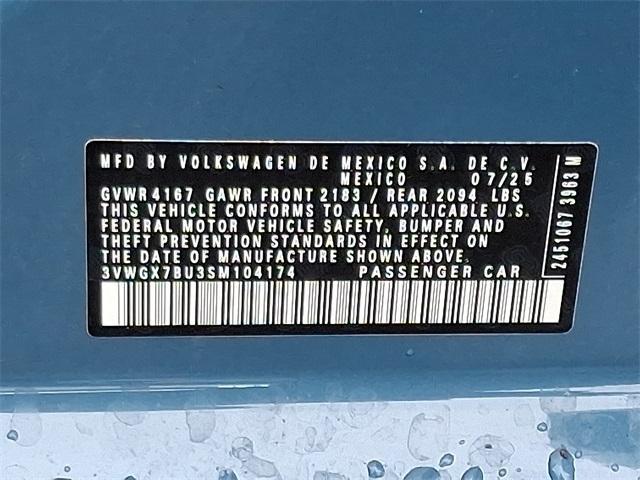 MFD BY VOLKSWAGEN DE MEXICO S.A. DE C.V.
MEXICO 07/25
GVWR 4167 GAWR FRONT 2183 / REAR 2094 LBS
THIS VEHICLE CONFORMS TO ALL APPLICABLE U.S.
FEDERAL MOTOR VEHICLE SAFETY, BUMPER AND
THEFT PREVENTION STANDARDS IN EFFECT ON
THE DATE OF MANUFACTURE SHOWN ABOVE.
3VWGX7BU3SM104174 PASSENGER CAR
2451067 3963 M